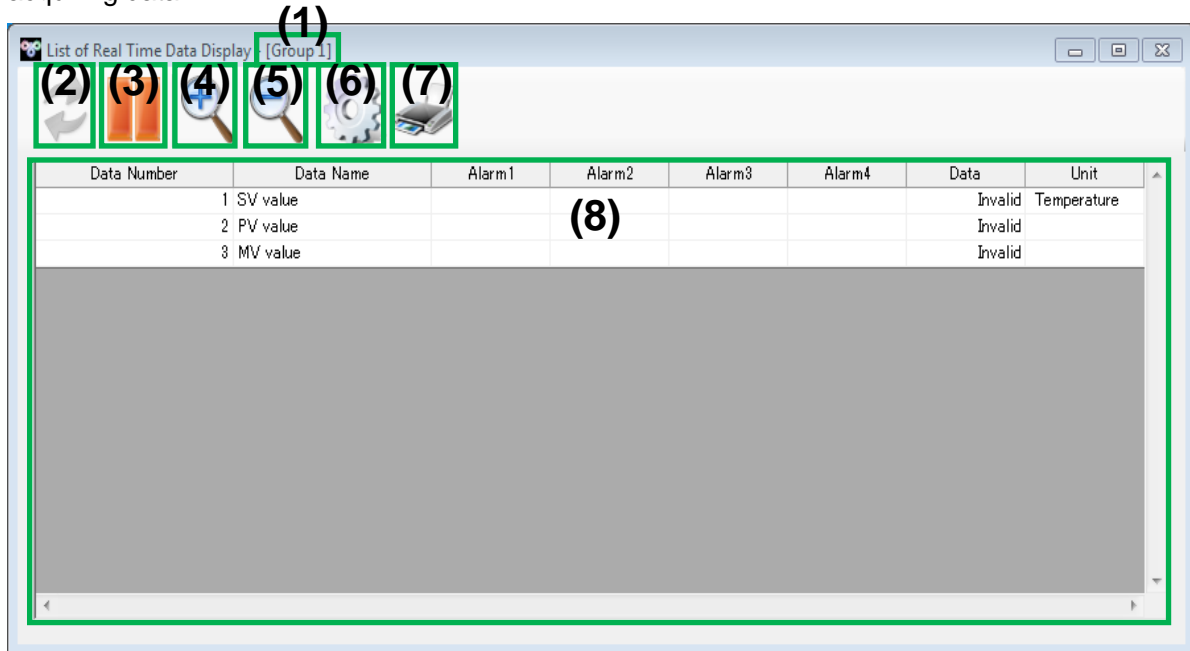 (1)
List of Real Time Data Display - [Group 1]
(2) (3) (4) (5) (6) (7)
Data Number Data Name Alarm1 Alarm2 Alarm3 Alarm4 Data Unit
1 SV value Invalid Temperature
(8)
2 PV value Invalid
3 MV value Invalid